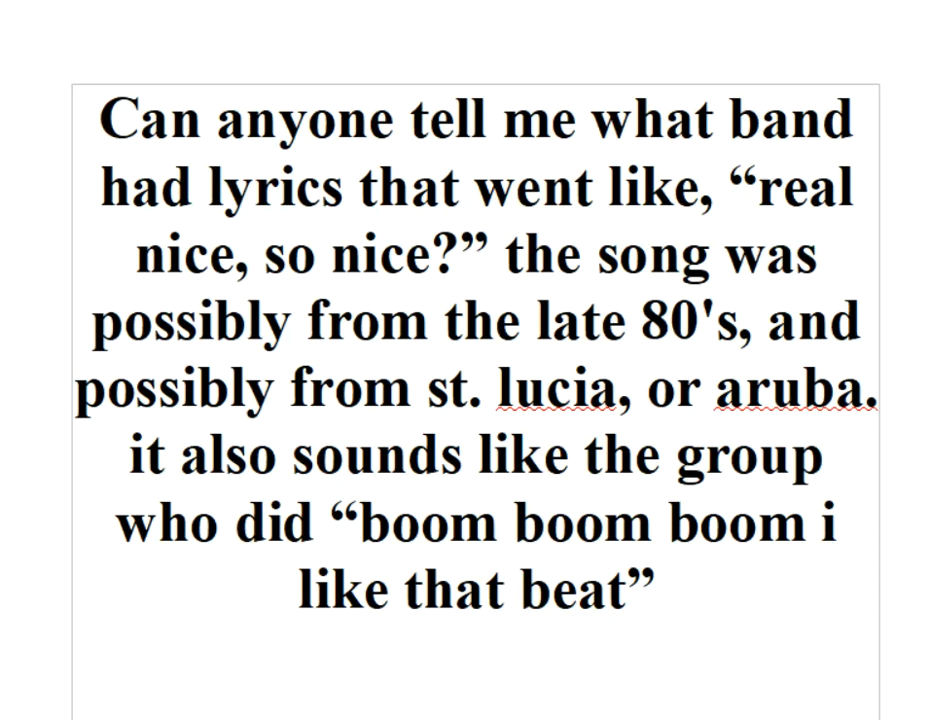 Can anyone tell me what band
had lyrics that went like, “real
nice, so nice?” the song was
possibly from the late 80's, and
possibly from st. lucia, or aruba.
it also sounds like the group
who did “boom boom boom i
like that beat”